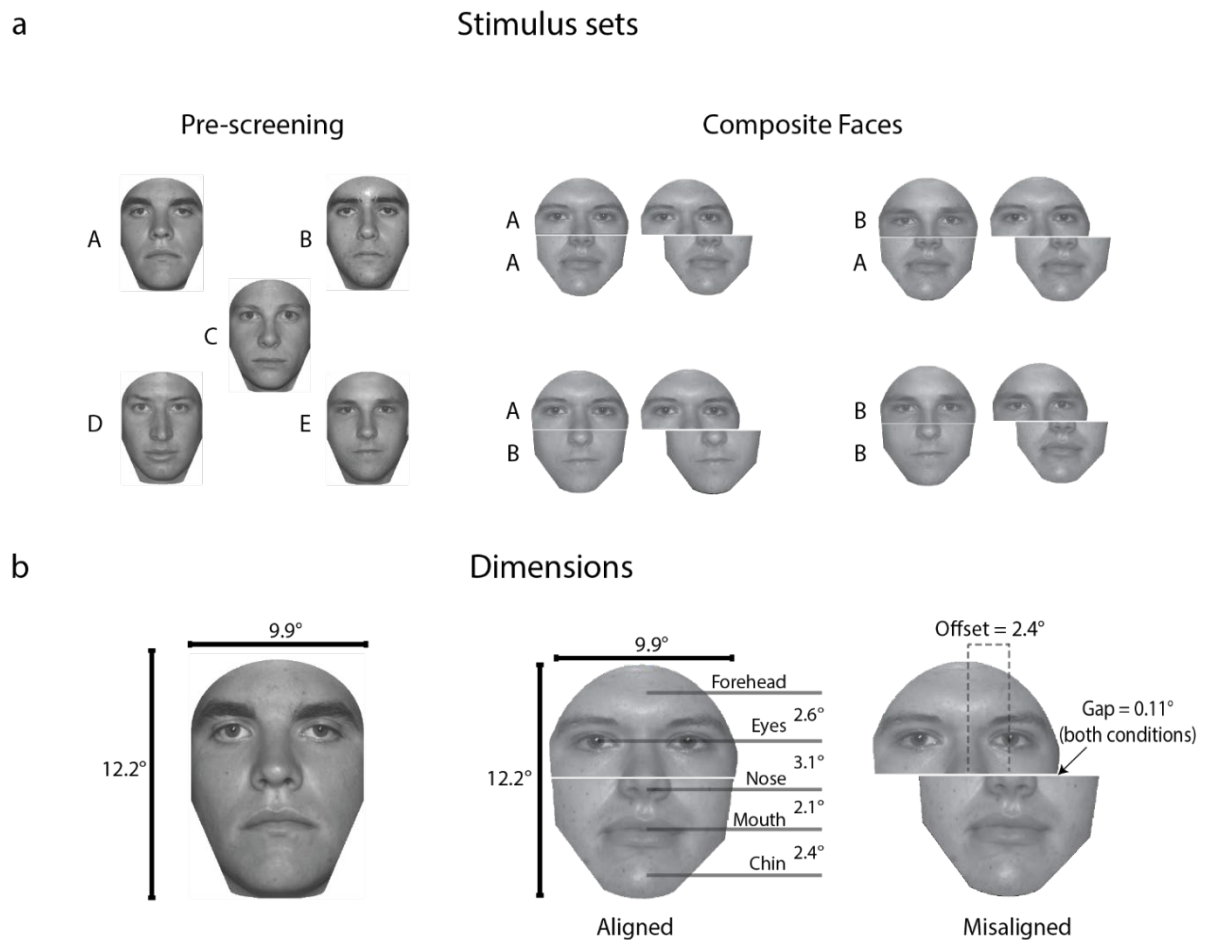 a
Stimulus sets
Pre-screening
Composite Faces
A
B
C
D
E
A
A
B
A
A
B
B
B
b
Dimensions
9.9°
12.2°
9.9°
12.2°
Forehead
2.6°
Eyes
3.1°
Nose
2.1°
Mouth
2.4°
Chin
Aligned
Offset = 2.4°
Gap = 0.11°
(both conditions)
Misaligned